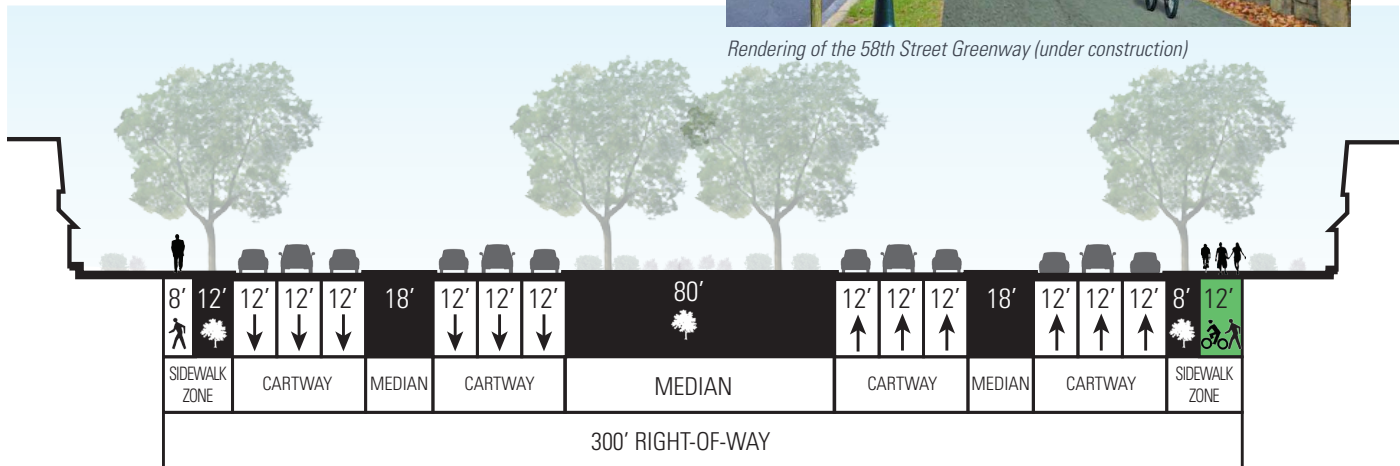 Rendering of the 58th Street Greenway (under construction)
8’ 12’ 12’ 12’ 12’ 18’ 12’ 12’ 12’ 80’ 12’ 12’ 12’ 18’ 12’ 12’ 12’ 8’ 12’
SIDEWALK ZONE
CARTWAY
MEDIAN
CARTWAY
MEDIAN
CARTWAY
MEDIAN
CARTWAY
SIDEWALK ZONE
300’ RIGHT-OF-WAY